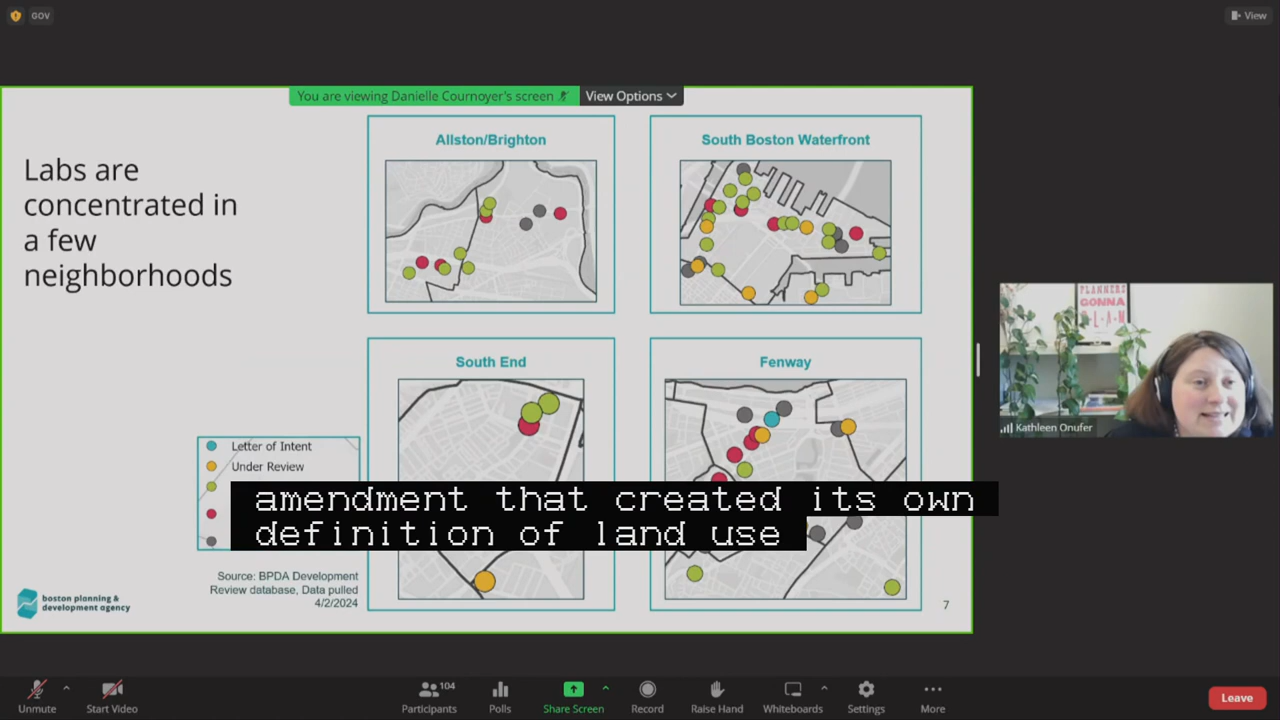 GOV
View
You are viewing Danielle Cournoyer's screen
View Options
Labs are
concentrated in
a few
neighborhoods
Allston/Brighton
South Boston Waterfront
South End
Fenway
Letter of Intent
Under Review
amendment that created its own
definition of land use
Source: BPDA Development
Review database, Data pulled
4/2/2024
boston planning &
development agency
7
PLANNERS
GONNA
P-L-A-N
Kathleen Onufer
Unmute
Start Video
104
Participants
Polls
Share Screen
Record
Raise Hand
Whiteboards
Settings
More
Leave